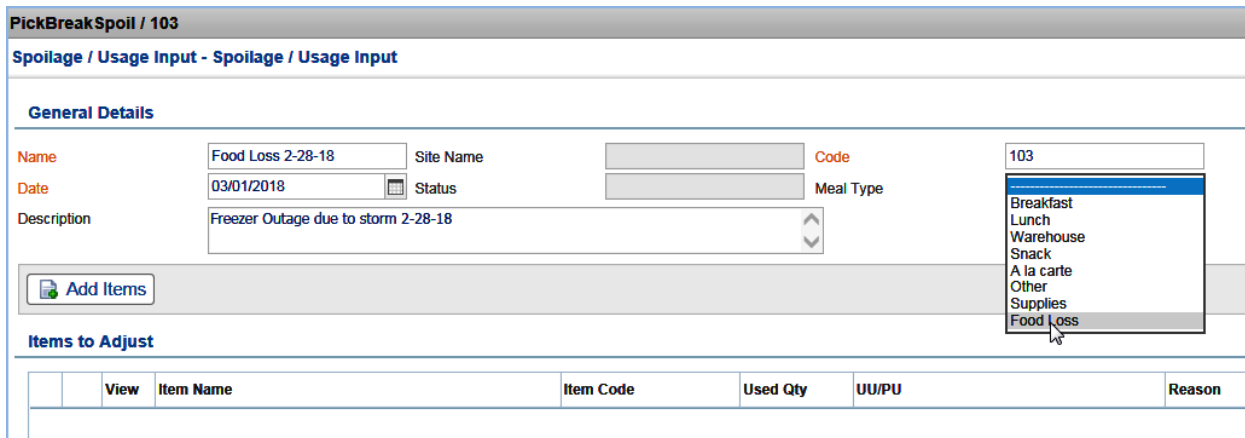 PickBreakSpoil / 103
Spoilage / Usage Input - Spoilage / Usage Input
General Details
Name Food Loss 2-28-18 Site Name Code 103
Date 03/01/2018 Status Meal Type --------------------------------
Description Freezer Outage due to storm 2-28-18
Breakfast
Lunch
Warehouse
Snack
A la carte
Other
Supplies
Food Loss
Add Items
Items to Adjust
View Item Name Item Code Used Qty UU/PU Reason